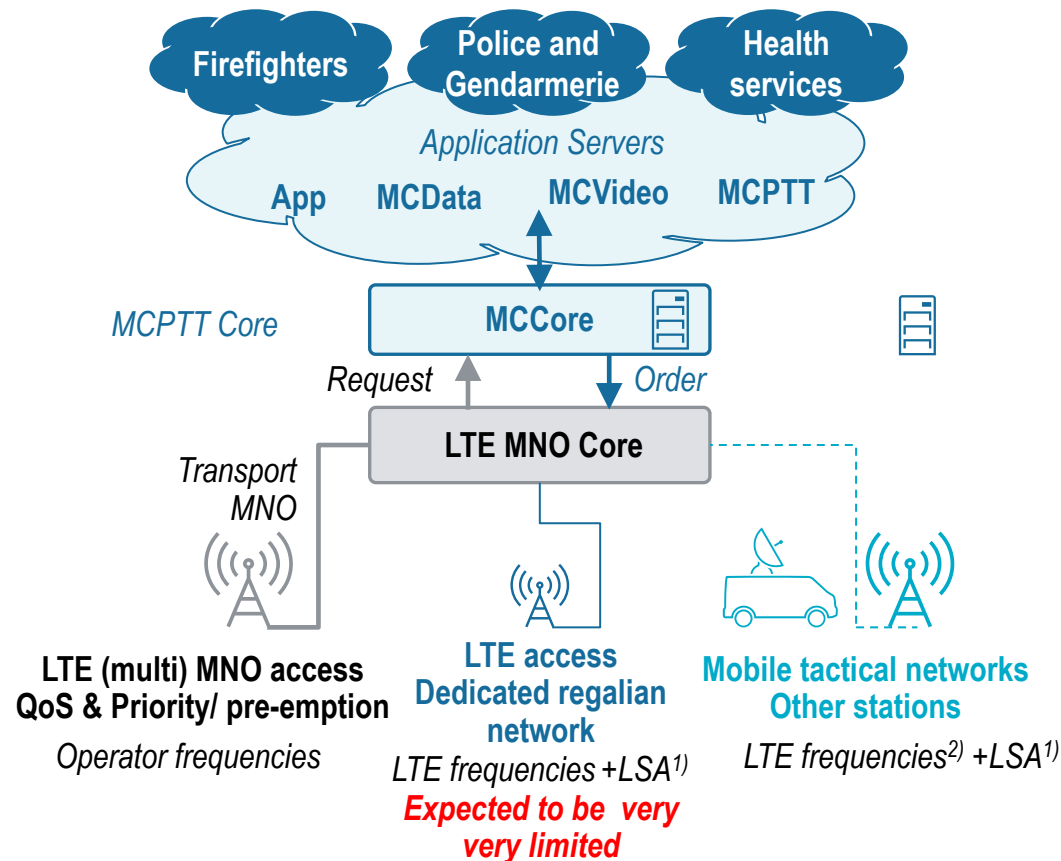 Firefighters
Police and
Gendarmerie
Health
services
Application Servers
App
MCData
MCVideo
MCPTT
MCPTT Core
MCCore
Request
Order
LTE MNO Core
Transport
MNO
LTE (multi) MNO access
QoS & Priority/ pre-emption
Operator frequencies
LTE access
Dedicated regalian
network
LTE frequencies +LSA1)
Expected to be very
very limited
Mobile tactical networks
Other stations
LTE frequencies2) +LSA1)